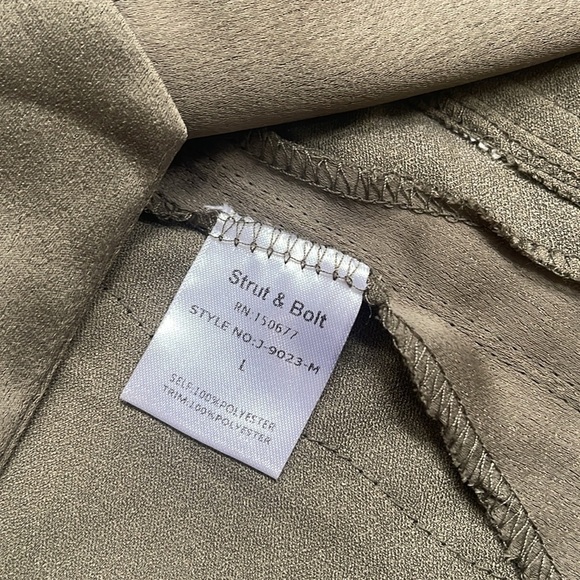 Strut & Bolt
RN 150677
STYLE NO:J-9023-M
L
SELF:100%POLYESTER
TRIM:100%POLYESTER